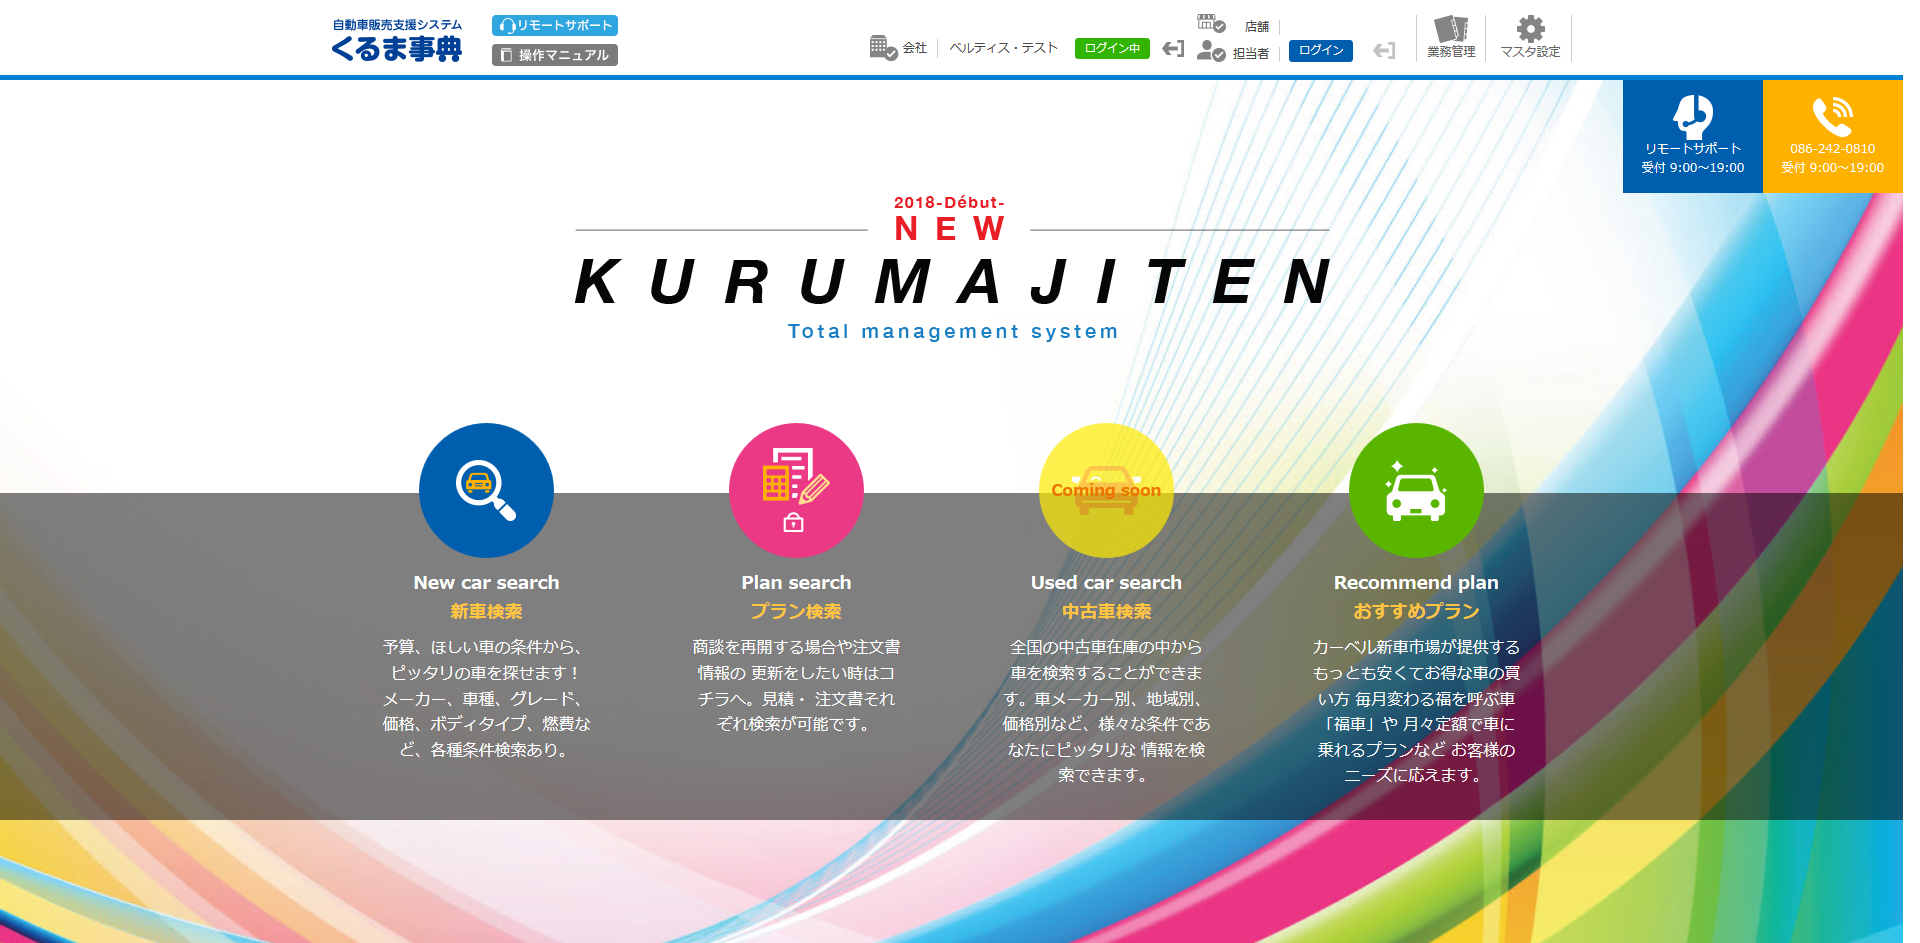 自動車販売支援システム
くるま事典
リモートサポート
操作マニュアル
会社
ベルティス・テスト
ログイン中
店舗
担当者
ログイン
業務管理
マスタ設定
リモートサポート
受付 9:00～19:00
086-242-0810
受付 9:00～19:00
2018-Début-
NEW
KURUMAJITEN
Total management system
New car search
新車検索
予算、ほしい車の条件から、
ピッタリの車を探せます！
メーカー、車種、グレード、
価格、ボディタイプ、燃費な
ど、各種条件検索あり。
Plan search
プラン検索
商談を再開する場合や注文書
情報の 更新をしたい時はコ
チラへ。見積・ 注文書それ
ぞれ検索が可能です。
Coming soon
Used car search
中古車検索
全国の中古車在庫の中から
車を検索することができま
す。車メーカー別、地域別、
価格別など、様々な条件であ
なたにピッタリな 情報を検
索できます。
Recommend plan
おすすめプラン
カーベル新車市場が提供する
もっとも安くてお得な車の買
い方 毎月変わる福を呼ぶ車
「福車」や 月々定額で車に
乗れるプランなど お客様の
ニーズに応えます。